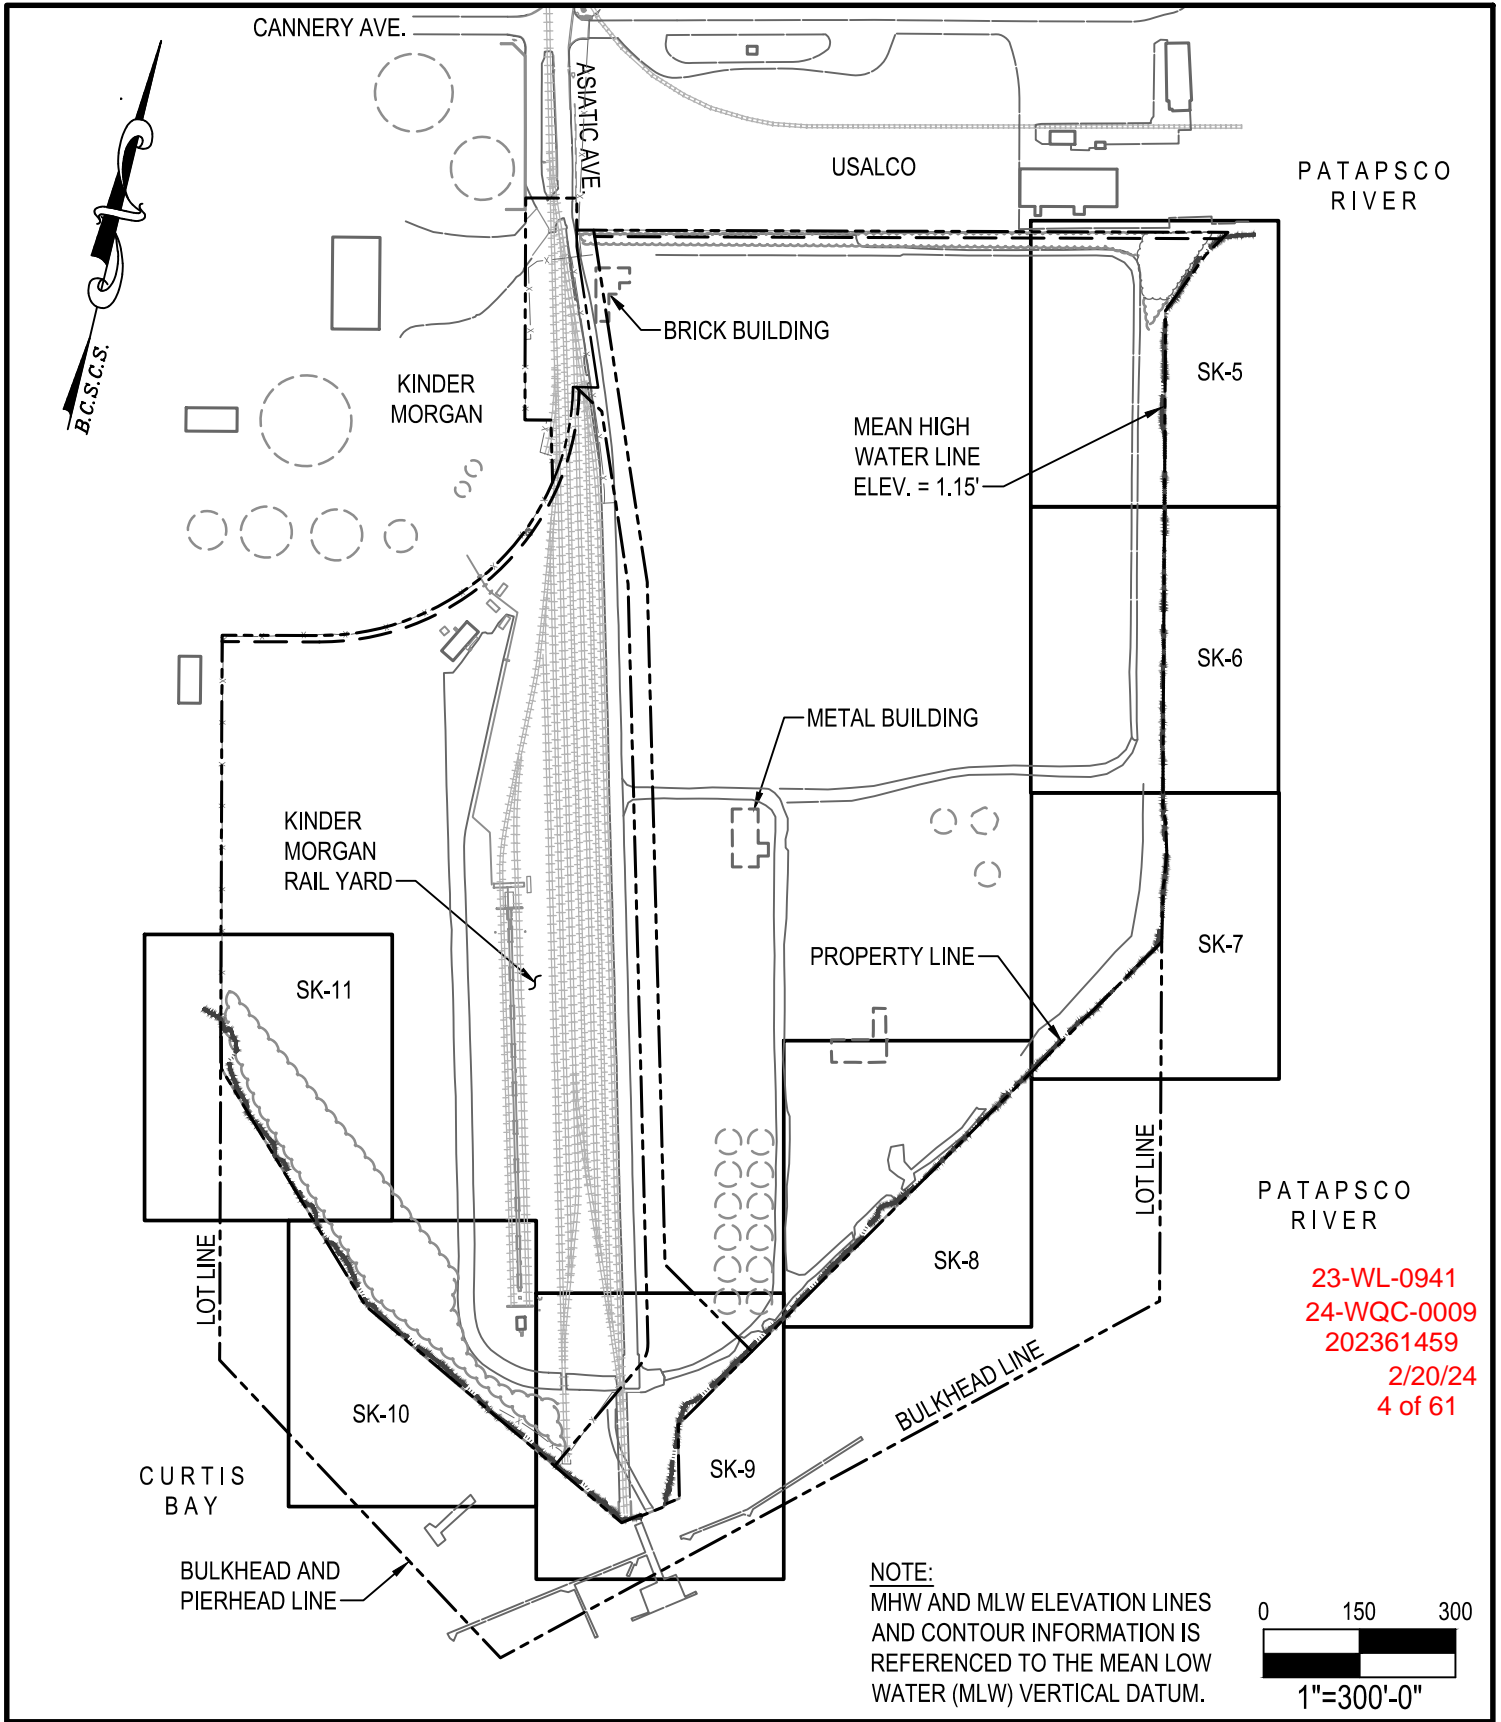 CANNERY AVE.
ASIATIC AVE.
USALCO
PATAPSCO
RIVER
B.C.S.C.S.
BRICK BUILDING
KINDER
MORGAN
SK-5
MEAN HIGH
WATER LINE
ELEV. = 1.15'
SK-6
METAL BUILDING
KINDER
MORGAN
RAIL YARD
SK-7
PROPERTY LINE
SK-11
LOT LINE
PATAPSCO
RIVER
LOT LINE
SK-8
23-WL-0941
24-WQC-0009
202361459
2/20/24
4 of 61
BULKHEAD LINE
SK-10
SK-9
CURTIS
BAY
BULKHEAD AND
PIERHEAD LINE
NOTE:
MHW AND MLW ELEVATION LINES
AND CONTOUR INFORMATION IS
REFERENCED TO THE MEAN LOW
WATER (MLW) VERTICAL DATUM.
0 150 300
1"=300'-0"